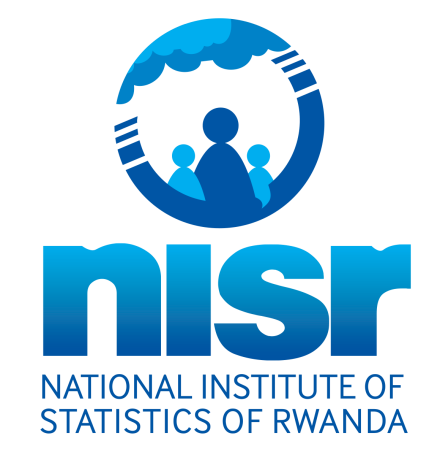 nisr
NATIONAL INSTITUTE OF
STATISTICS OF RWANDA